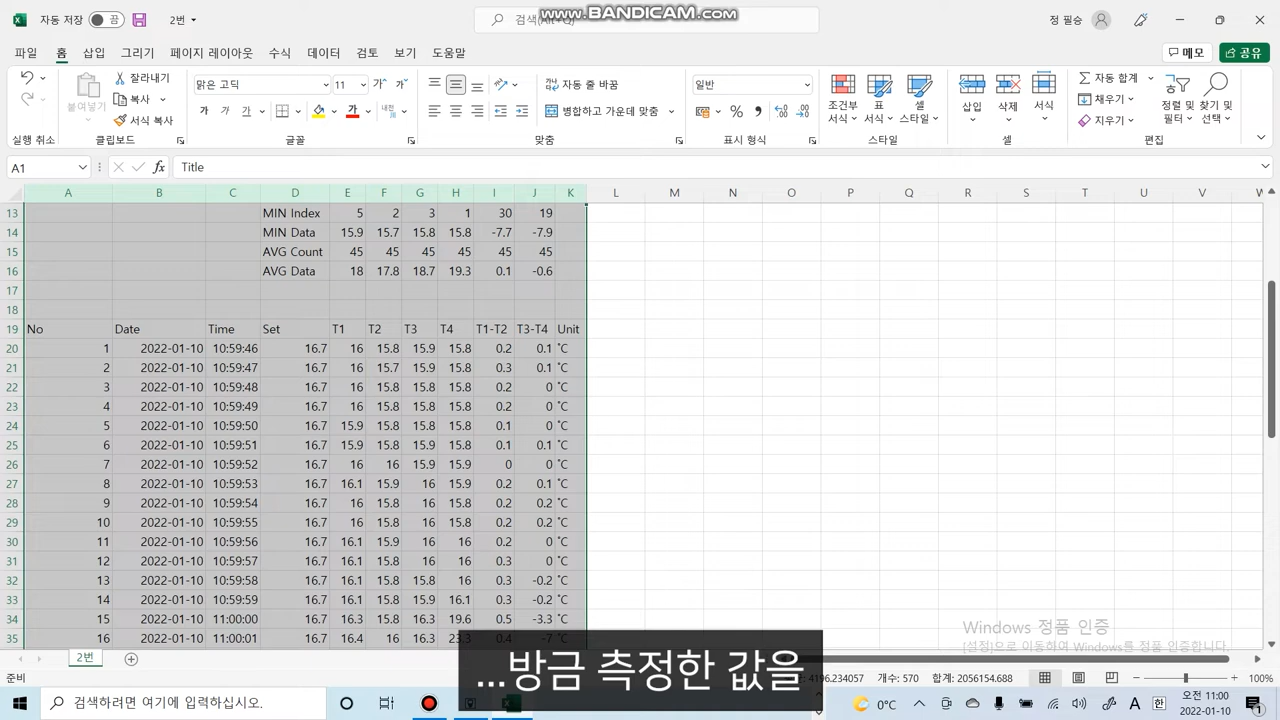 자동 저장 끔 2번 검색(Alt+Q) 정 필승
www.BANDICAM.com
파일 홈 삽입 그리기 페이지 레이아웃 수식 데이터 검토 보기 도움말 메모 공유
붙여넣기 잘라내기 복사 서식 복사
맑은 고딕 11 가 가 가 가 가
자동 줄 바꿈 병합하고 가운데 맞춤
일반 %
조건부 서식 표 서식 셀 스타일
삽입 삭제 서식
자동 합계 채우기 지우기 정렬 및 필터 찾기 및 선택
실행 취소 클립보드 글꼴 맞춤 표시 형식 스타일 셀 편집
A1 fx Title
A B C D E F G H I J K L M N O P Q R S T U V W
13 MIN Index 5 2 3 1 30 19
14 MIN Data 15.9 15.7 15.8 15.8 -7.7 -7.9
15 AVG Count 45 45 45 45 45 45
16 AVG Data 18 17.8 18.7 19.3 0.1 -0.6
17
18
19 No Date Time Set T1 T2 T3 T4 T1-T2 T3-T4 Unit
20 1 2022-01-10 10:59:46 16.7 16 15.8 15.9 15.8 0.2 0.1 ℃
21 2 2022-01-10 10:59:47 16.7 16 15.7 15.9 15.8 0.3 0.1 ℃
22 3 2022-01-10 10:59:48 16.7 16 15.8 15.8 15.8 0.2 0 ℃
23 4 2022-01-10 10:59:49 16.7 16 15.8 15.8 15.8 0.2 0 ℃
24 5 2022-01-10 10:59:50 16.7 15.9 15.8 15.8 15.8 0.1 0 ℃
25 6 2022-01-10 10:59:51 16.7 15.9 15.8 15.9 15.8 0.1 0.1 ℃
26 7 2022-01-10 10:59:52 16.7 16 16 15.9 15.9 0 0 ℃
27 8 2022-01-10 10:59:53 16.7 16.1 15.9 16 15.9 0.2 0.1 ℃
28 9 2022-01-10 10:59:54 16.7 16 15.8 16 15.8 0.2 0.2 ℃
29 10 2022-01-10 10:59:55 16.7 16 15.8 16 15.8 0.2 0.2 ℃
30 11 2022-01-10 10:59:56 16.7 16.1 15.9 16 16 0.2 0 ℃
31 12 2022-01-10 10:59:57 16.7 16.1 15.8 16 16 0.3 0 ℃
32 13 2022-01-10 10:59:58 16.7 16.1 15.8 15.8 16 0.3 -0.2 ℃
33 14 2022-01-10 10:59:59 16.7 16.1 15.8 15.9 16.1 0.3 -0.2 ℃
34 15 2022-01-10 11:00:00 16.7 16.3 15.8 16.3 19.6 0.5 -3.3 ℃
35 16 2022-01-10 11:00:01 16.7 16.4 16 16.3 23.3 0.4 -7 ℃
Windows 정품 인증
[설정]으로 이동하여 Windows를 정품 인증합니다.
2번
...방금 측정한 값을
준비 4196.234057 개수: 570 합계: 2056154.688 100%
검색하려면 여기에 입력하십시오. 0°C A 한 오전 11:00
2022-01-10 1